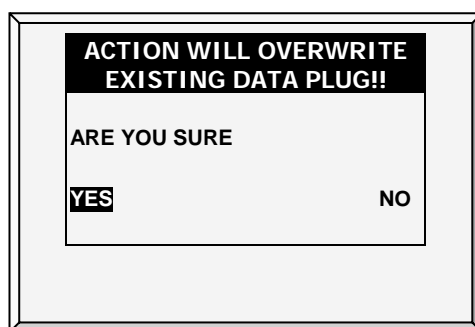 ACTION WILL OVERWRITE
EXISTING DATA PLUG!!
ARE YOU SURE
YES NO